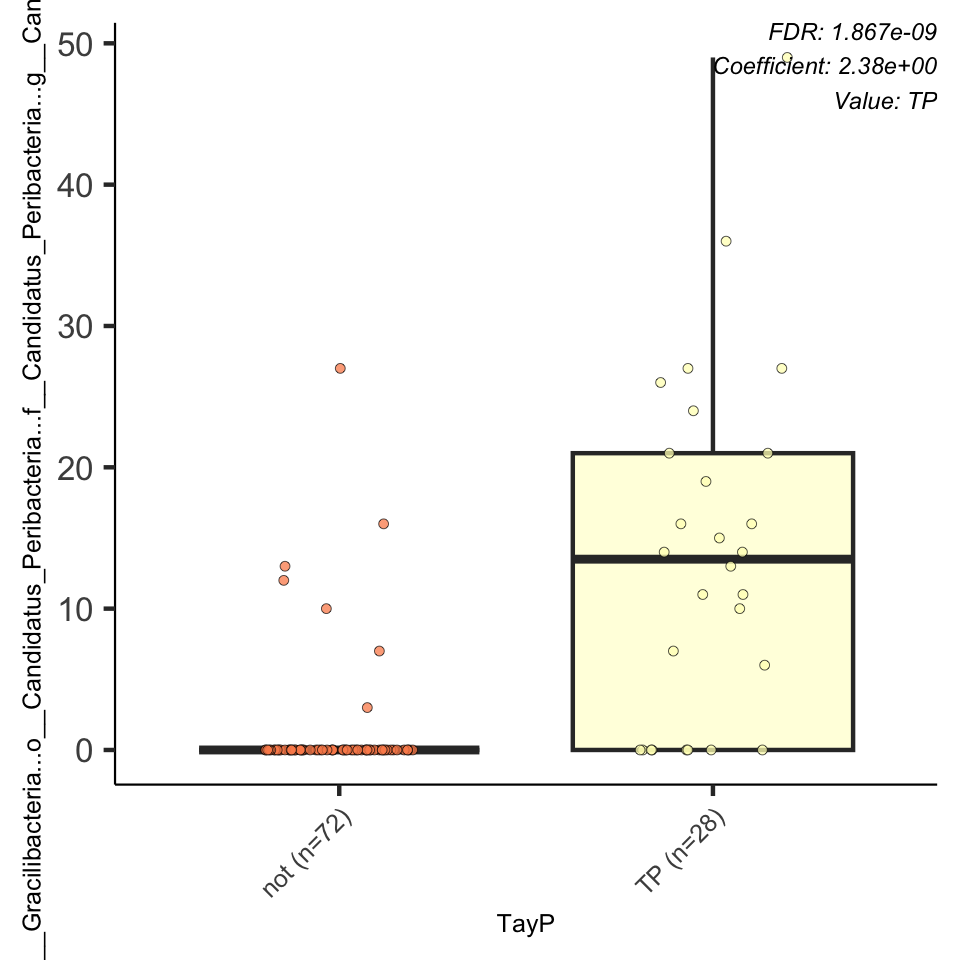 FDR: 1.867e-09
Coefficient: 2.38e+00
Value: TP
__Gracilibacteria...o__Candidatus_Peribacteria...f__Candidatus_Peribacteria...g__Can
50
40
30
20
10
0
not (n=72)
TP (n=28)
TayP